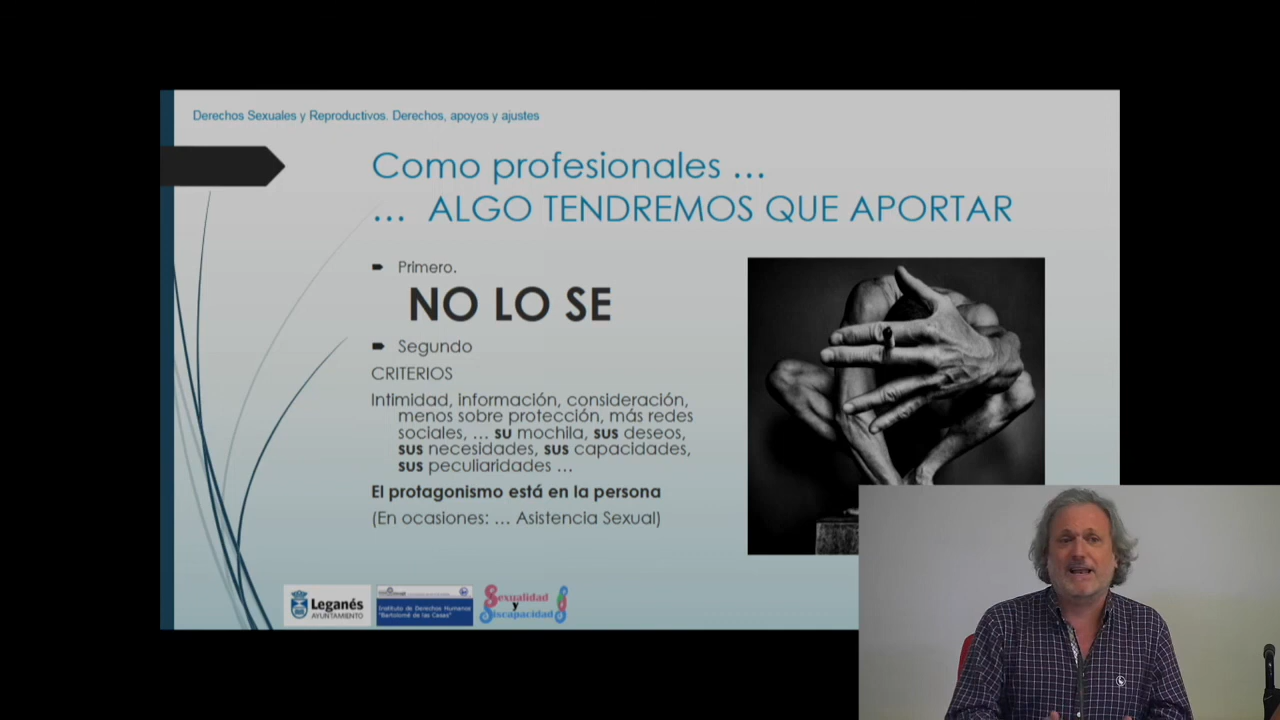 Derechos Sexuales y Reproductivos. Derechos, apoyos y ajustes
Como profesionales …
… ALGO TENDREMOS QUE APORTAR
Primero.
NO LO SE
Segundo
CRITERIOS
Intimidad, información, consideración,
menos sobre protección, más redes
sociales, … su mochila, sus deseos,
sus necesidades, sus capacidades,
sus peculiaridades …
El protagonismo está en la persona
(En ocasiones: … Asistencia Sexual)
Leganés
AYUNTAMIENTO
Instituto de Derechos Humanos
"Bartolomé de las Casas"
Sexualidad
y
Discapacidad